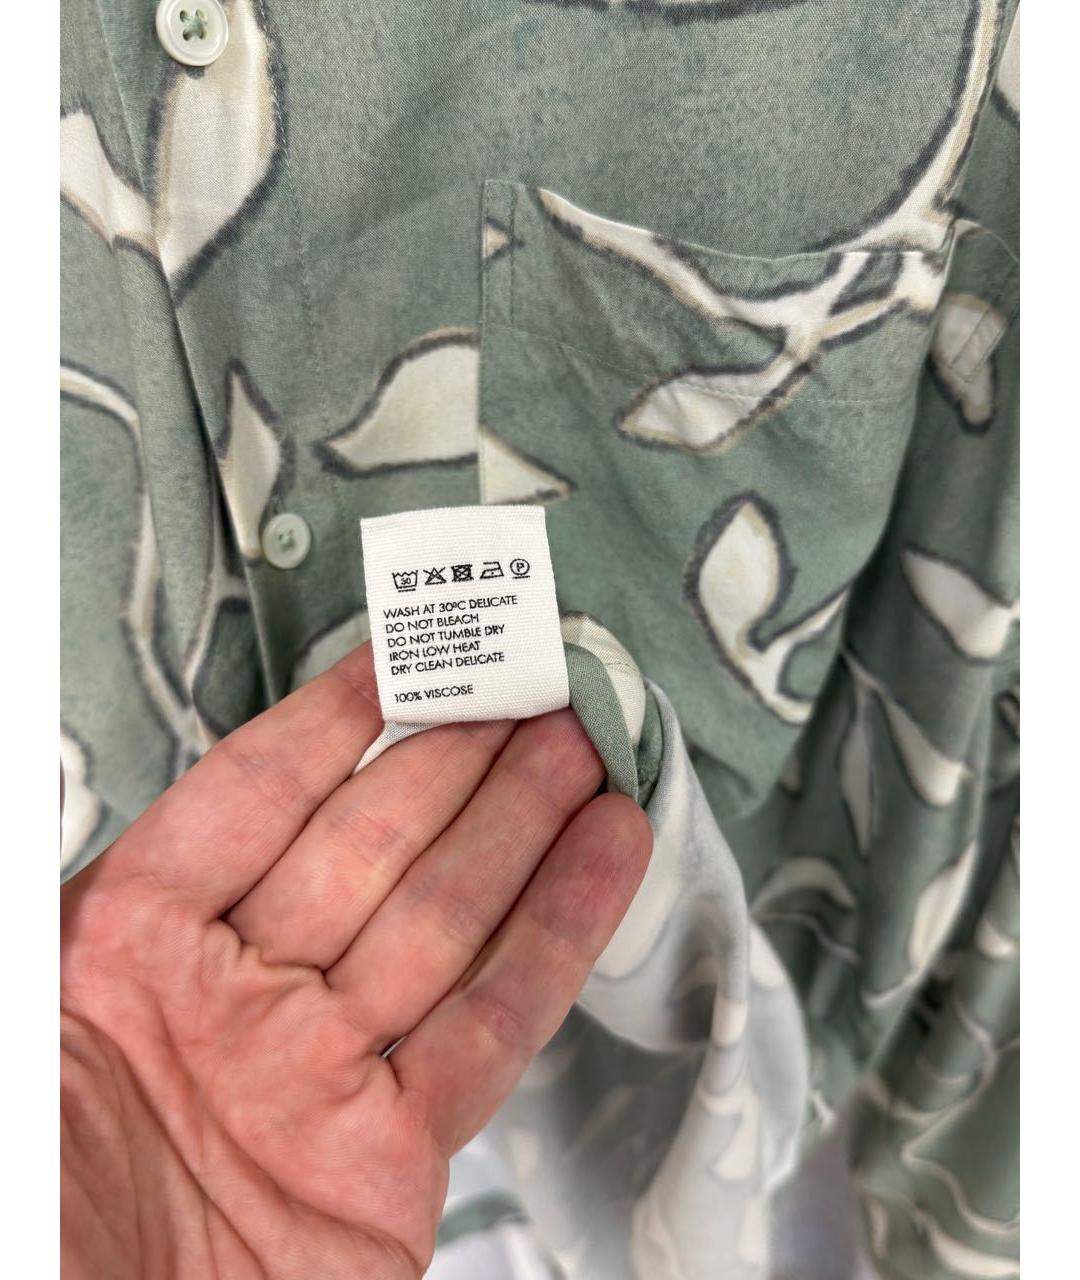 30
P
WASH AT 30ºC DELICATE
DO NOT BLEACH
DO NOT TUMBLE DRY
IRON LOW HEAT
DRY CLEAN DELICATE
100% VISCOSE